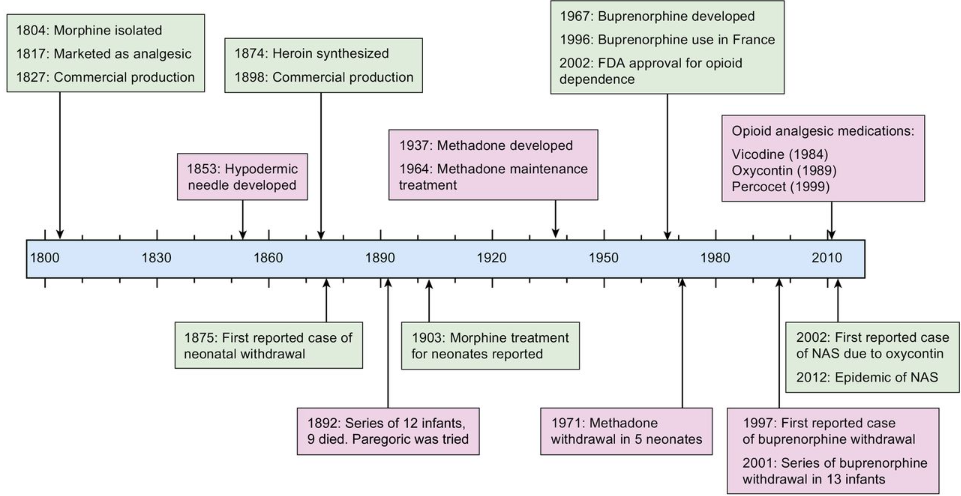 1804: Morphine isolated
1817: Marketed as analgesic
1827: Commercial production
1874: Heroin synthesized
1898: Commercial production
1967: Buprenorphine developed
1996: Buprenorphine use in France
2002: FDA approval for opioid
dependence
1853: Hypodermic
needle developed
1937: Methadone developed
1964: Methadone maintenance
treatment
Opioid analgesic medications:
Vicodine (1984)
Oxycontin (1989)
Percocet (1999)
1800 1830 1860 1890 1920 1950 1980 2010
1875: First reported case of
neonatal withdrawal
1903: Morphine treatment
for neonates reported
2002: First reported case
of NAS due to oxycontin
2012: Epidemic of NAS
1892: Series of 12 infants,
9 died. Paregoric was tried
1971: Methadone
withdrawal in 5 neonates
1997: First reported case
of buprenorphine withdrawal
2001: Series of buprenorphine
withdrawal in 13 infants